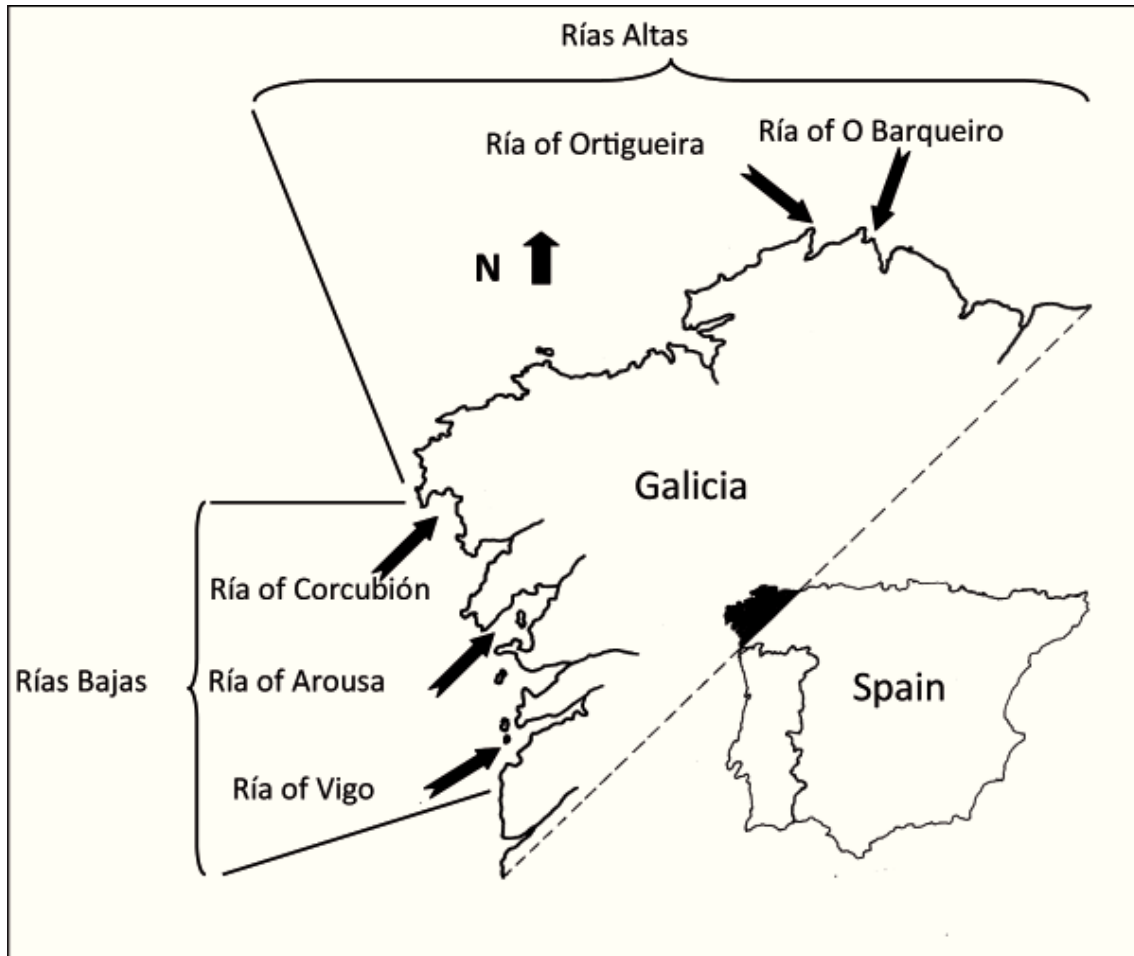 Rías Altas
Ría of Ortigueira
Ría of O Barqueiro
N
Galicia
Ría of Corcubión
Rías Bajas
Ría of Arousa
Spain
Ría of Vigo